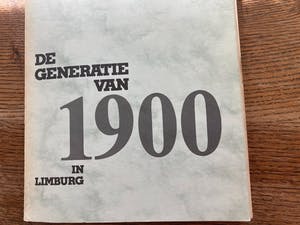 DE
GENERATIE
VAN
1900
IN
LIMBURG